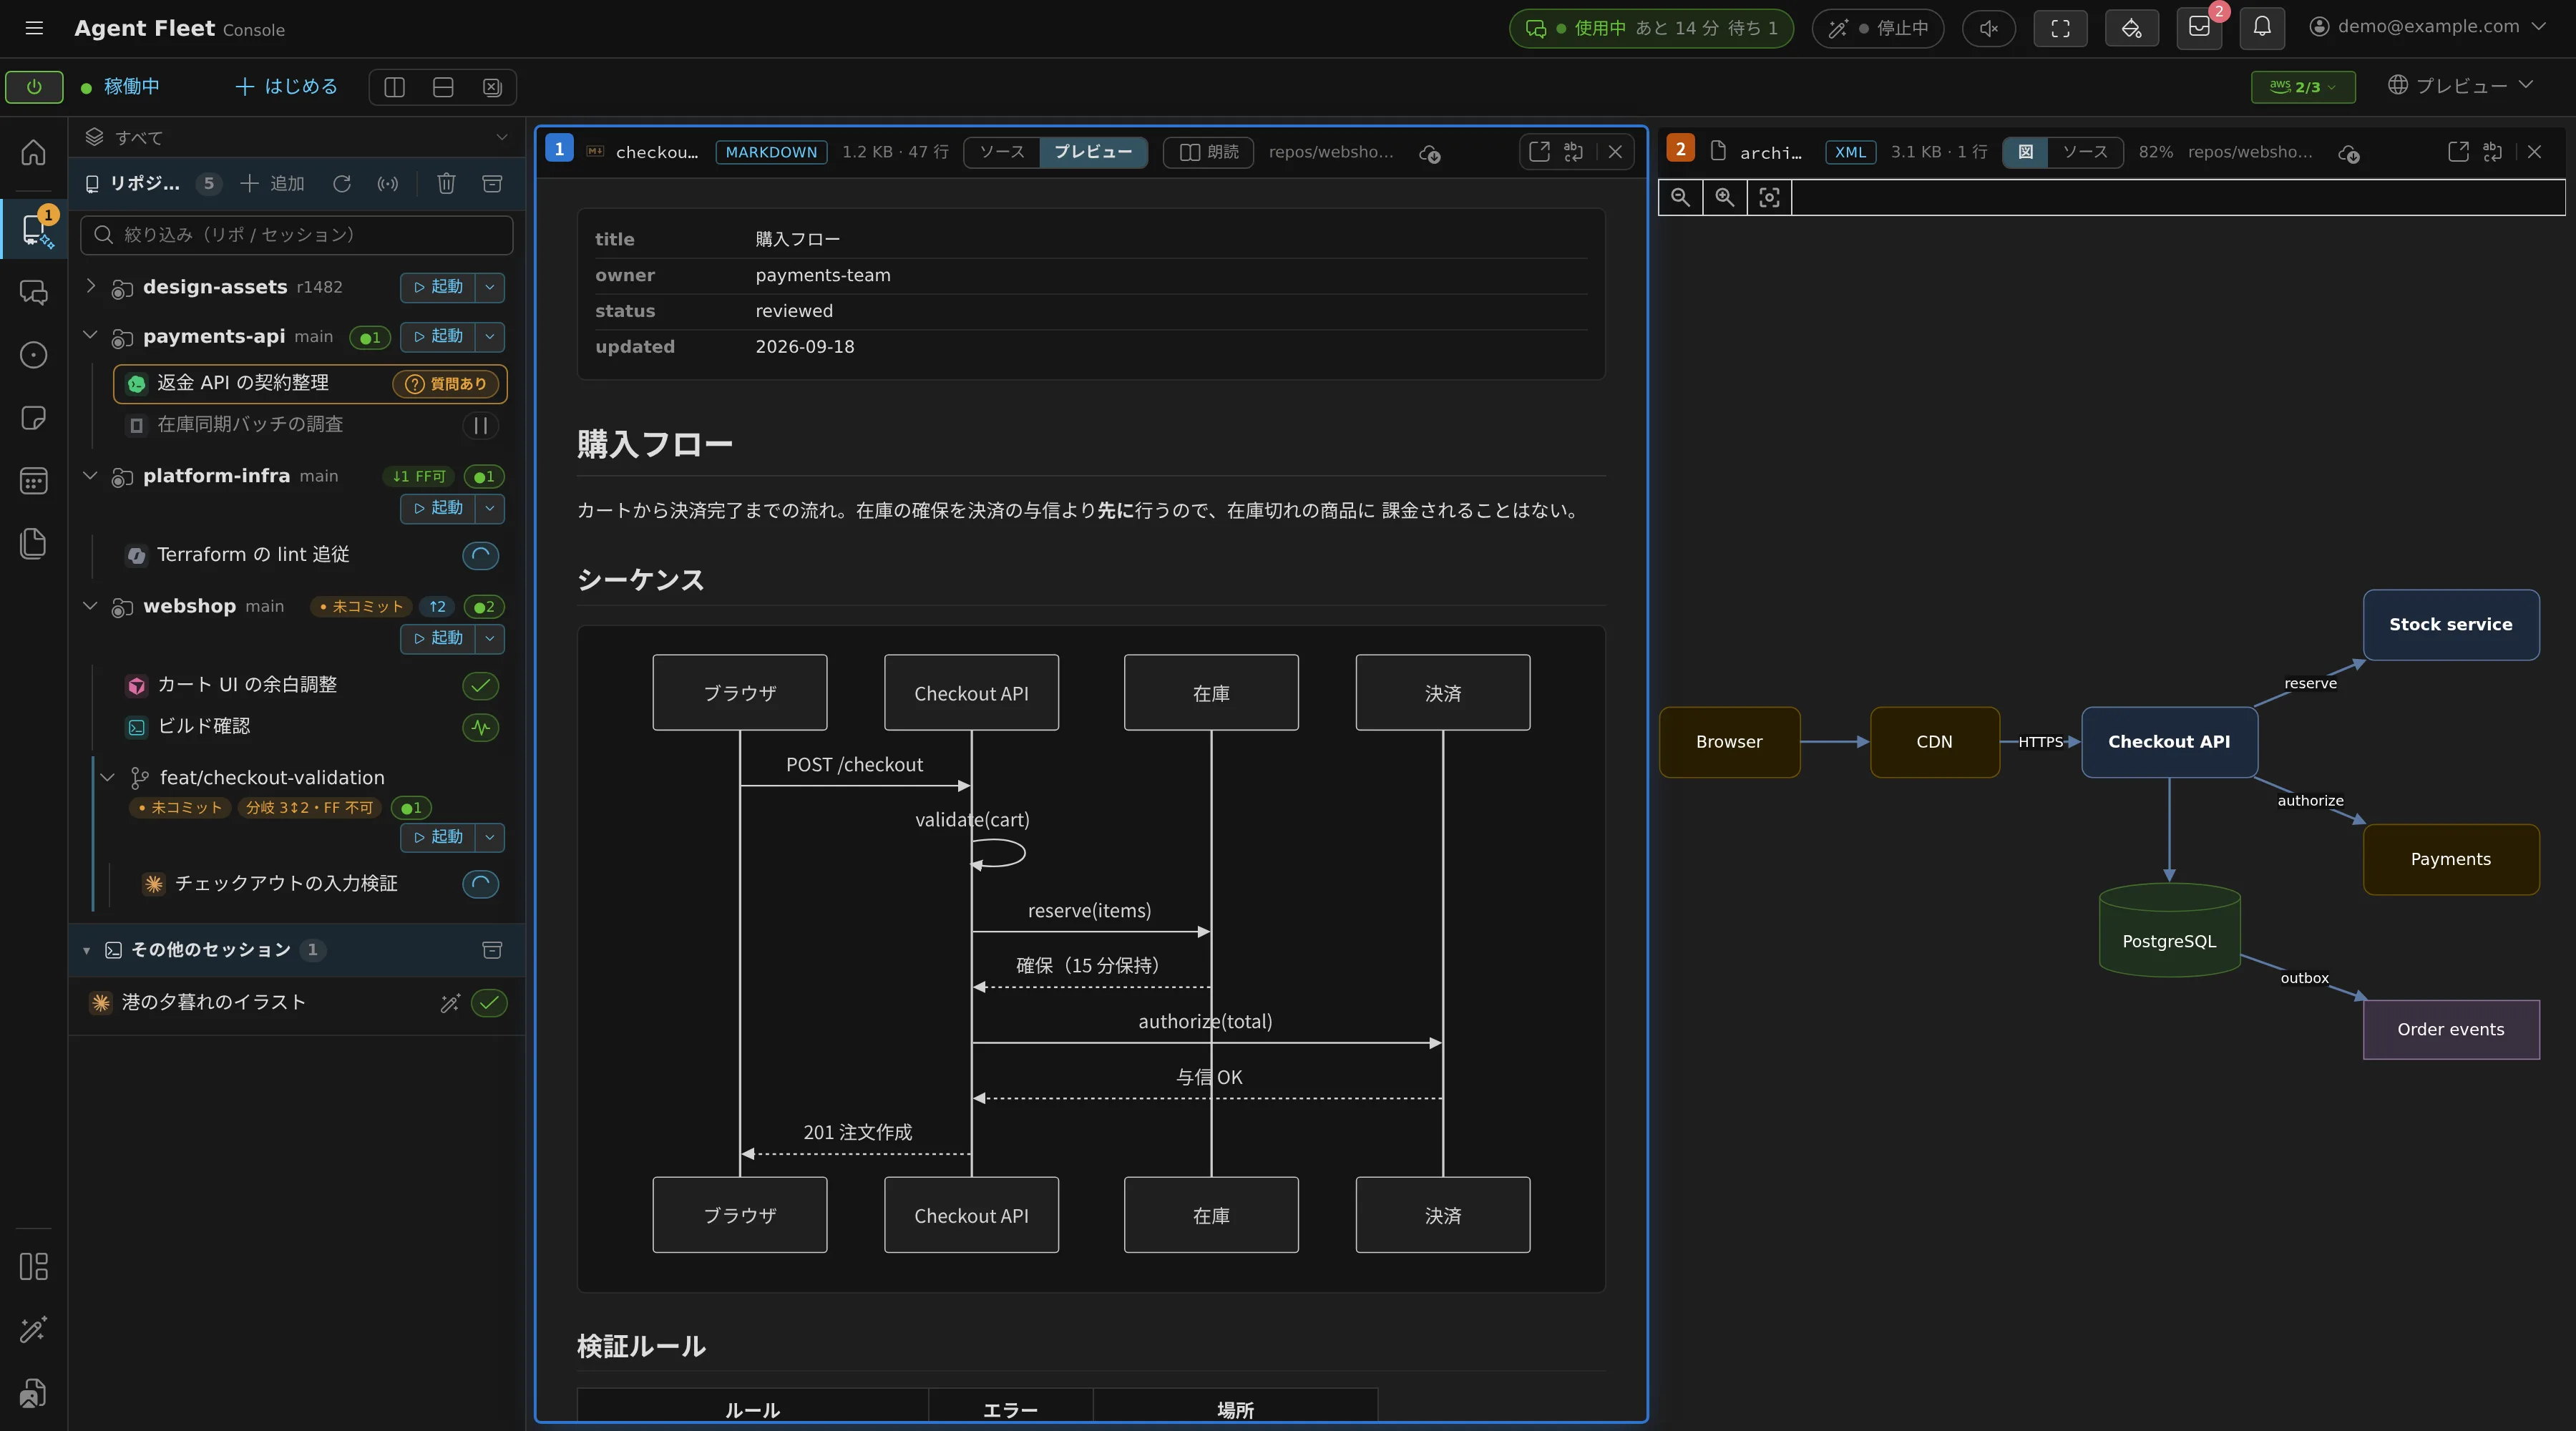 Agent Fleet Console
使用中 あと 14 分 待ち 1
停止中
2
demo@example.com
稼働中
はじめる
aws 2/3
プレビュー
すべて
リポジ... 5 追加
1
絞り込み（リポ / セッション）
design-assets r1482 起動
payments-api main 1 起動
返金 API の契約整理 質問あり
在庫同期バッチの調査
platform-infra main ↓1 FF可 1
起動
Terraform の lint 追従
webshop main • 未コミット ↑2 2
起動
カート UI の余白調整
ビルド確認
feat/checkout-validation
• 未コミット 分岐 3↕2・FF 不可 1
起動
チェックアウトの入力検証
その他のセッション 1
港の夕暮れのイラスト
1 checkou... MARKDOWN 1.2 KB · 47 行 ソース プレビュー 朗読 repos/websho...
title 購入フロー
owner payments-team
status reviewed
updated 2026-09-18
購入フロー
カートから決済完了までの流れ。在庫の確保を決済の与信より先に行うので、在庫切れの商品に 課金されることはない。
シーケンス
ブラウザ Checkout API 在庫 決済
POST /checkout
validate(cart)
reserve(items)
確保（15 分保持）
authorize(total)
与信 OK
201 注文作成
ブラウザ Checkout API 在庫 決済
検証ルール
ルール エラー 場所
2 archi... XML 3.1 KB · 1 行 図 ソース 82% repos/websho...
Stock service
reserve
Browser CDN HTTPS Checkout API
authorize
Payments
PostgreSQL
outbox
Order events